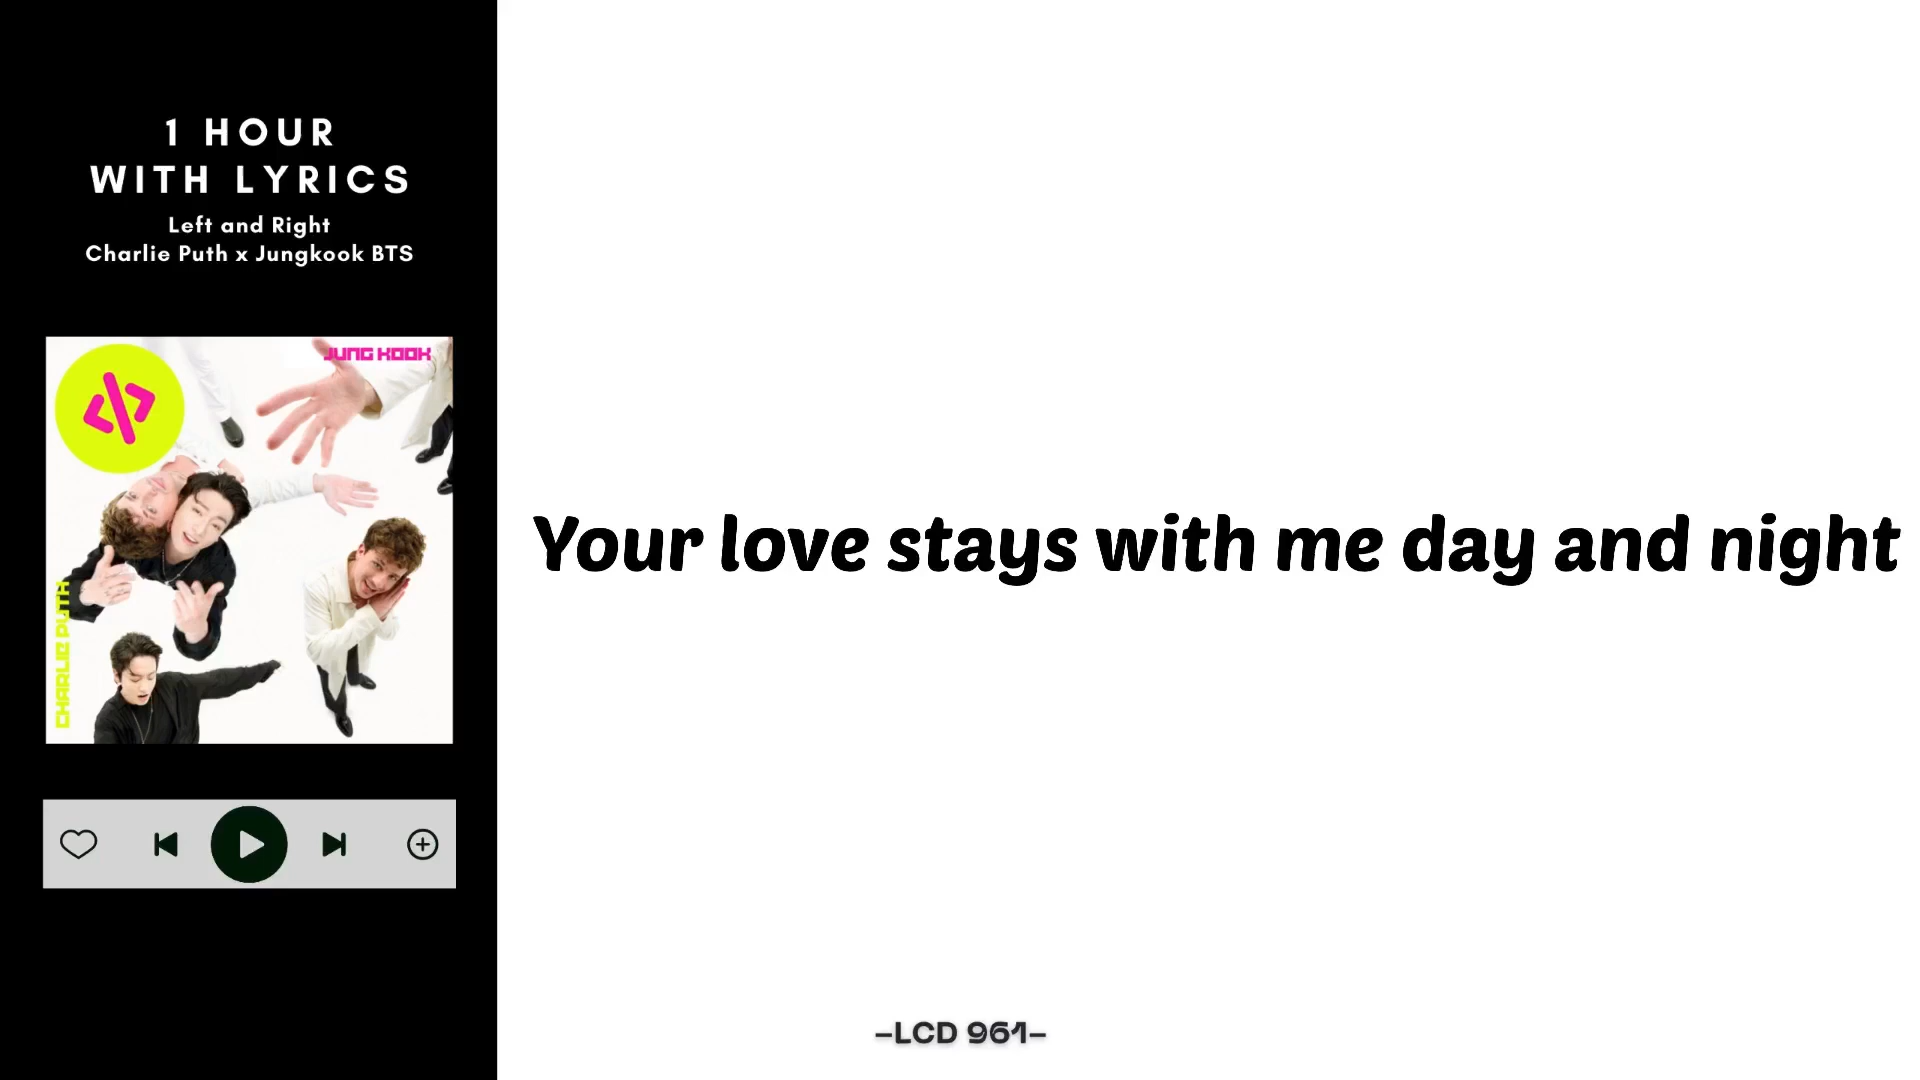 1 HOUR
WITH LYRICS
Left and Right
Charlie Puth x Jungkook BTS
JUNG KOOK
CHARLIE PUTH
Your love stays with me day and night
–LCD 961–